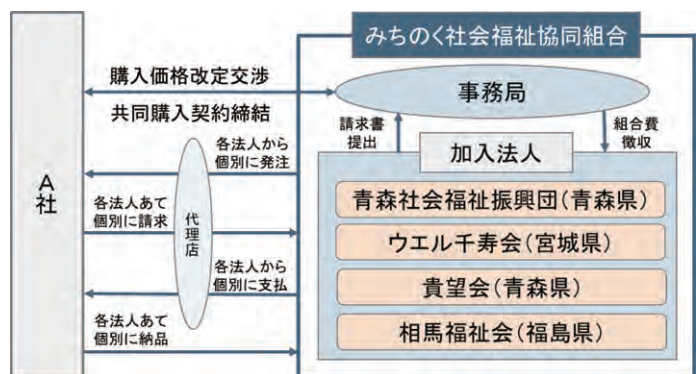 みちのく社会福祉協同組合
購入価格改定交渉
共同購入契約締結
事務局
請求書
提出
組合費
徴収
加入法人
青森社会福祉振興団(青森県)
ウエル千寿会(宮城県)
貴望会(青森県)
相馬福祉会(福島県)
A社
代理店
各法人から
個別に発注
各法人あて
個別に請求
各法人から
個別に支払
各法人あて
個別に納品